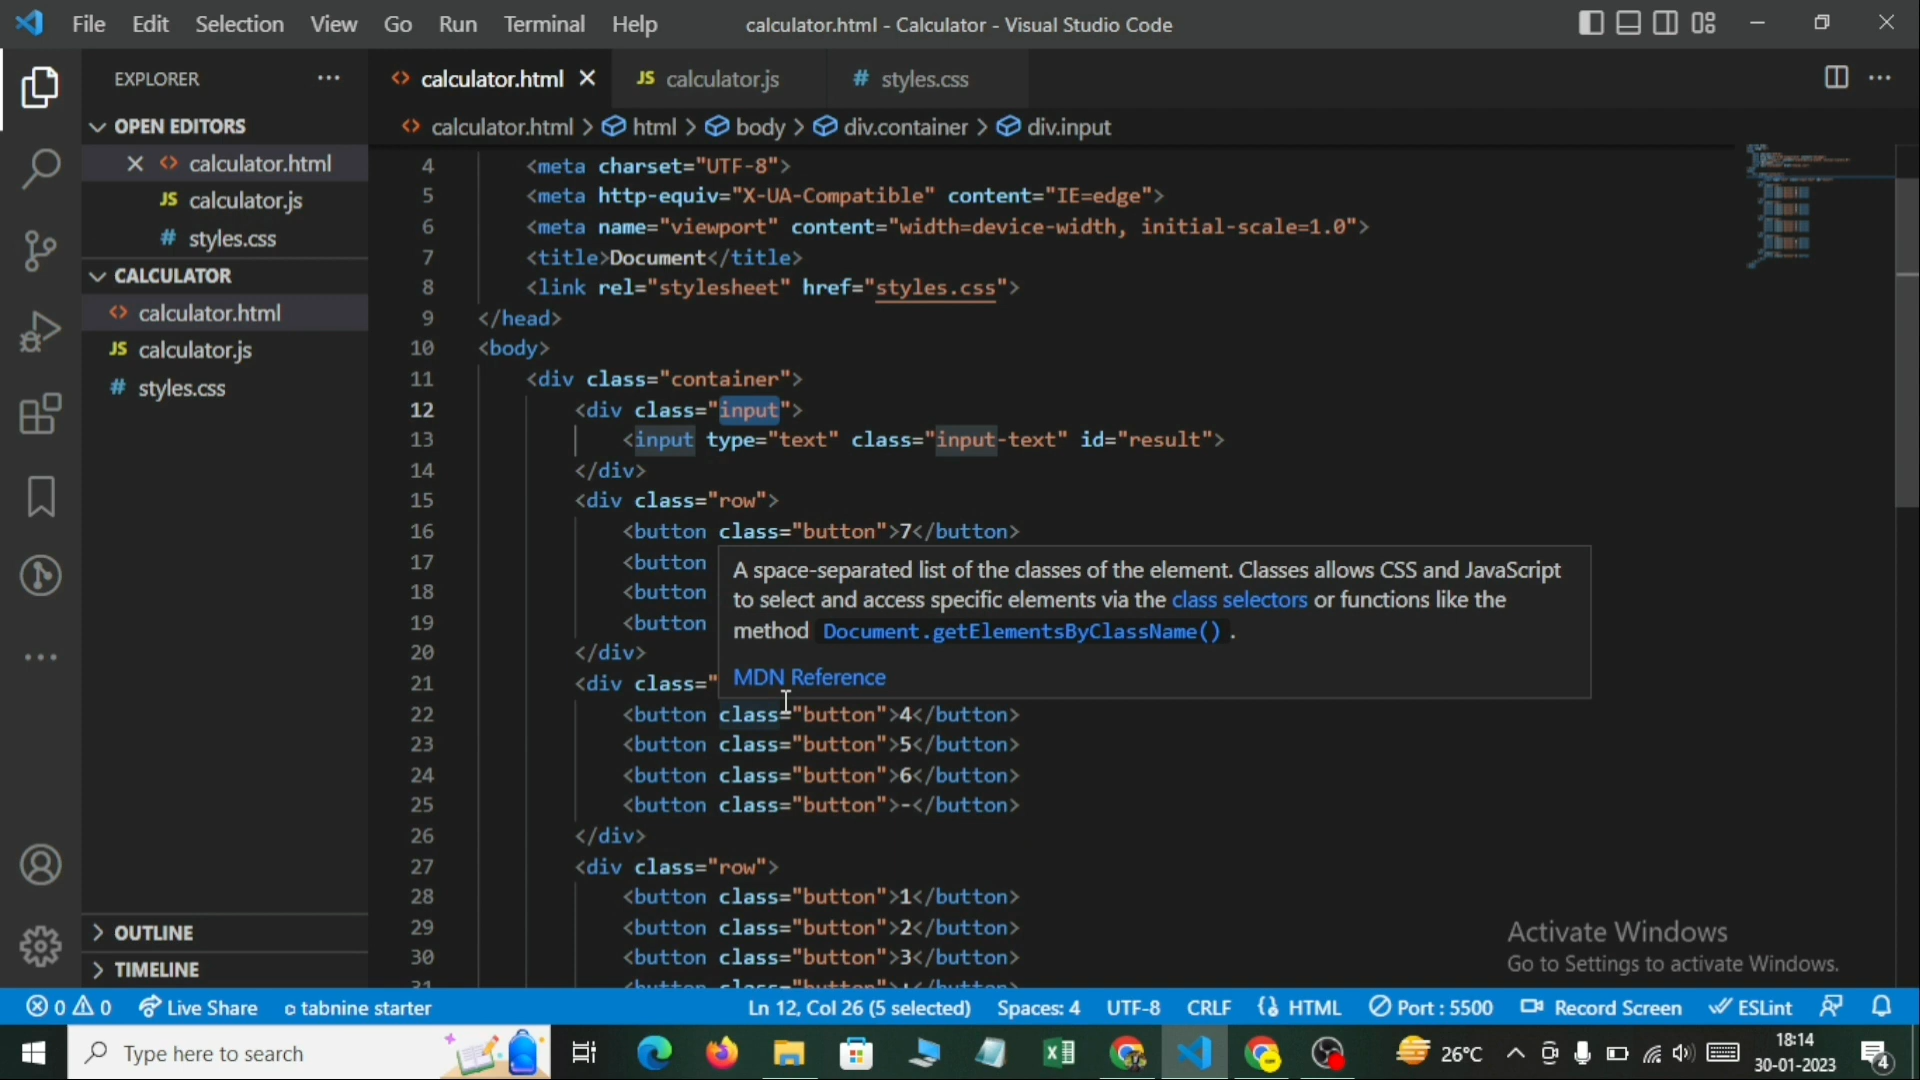 File Edit Selection View Go Run Terminal Help
calculator.html - Calculator - Visual Studio Code
EXPLORER
OPEN EDITORS
calculator.html
JS calculator.js
# styles.css
CALCULATOR
calculator.html
JS calculator.js
# styles.css
OUTLINE
TIMELINE
calculator.html JS calculator.js # styles.css
calculator.html > html > body > div.container > div.input
4 <meta charset="UTF-8">
5 <meta http-equiv="X-UA-Compatible" content="IE=edge">
6 <meta name="viewport" content="width=device-width, initial-scale=1.0">
7 <title>Document</title>
8 <link rel="stylesheet" href="styles.css">
9 </head>
10 <body>
11 <div class="container">
12 <div class="input">
13 <input type="text" class="input-text" id="result">
14 </div>
15 <div class="row">
16 <button class="button">7</button>
17 <button
18 <button
19 <button
20 </div>
21 <div class="
22 <button class="button">4</button>
23 <button class="button">5</button>
24 <button class="button">6</button>
25 <button class="button">-</button>
26 </div>
27 <div class="row">
28 <button class="button">1</button>
29 <button class="button">2</button>
30 <button class="button">3</button>
A space-separated list of the classes of the element. Classes allows CSS and JavaScript
to select and access specific elements via the class selectors or functions like the
method Document.getElementsByClassName() .
MDN Reference
Activate Windows
Go to Settings to activate Windows.
0 0 Live Share tabnine starter Ln 12, Col 26 (5 selected) Spaces: 4 UTF-8 CRLF HTML Port : 5500 Record Screen ESLint
Type here to search
26°C
18:14
30-01-2023
4